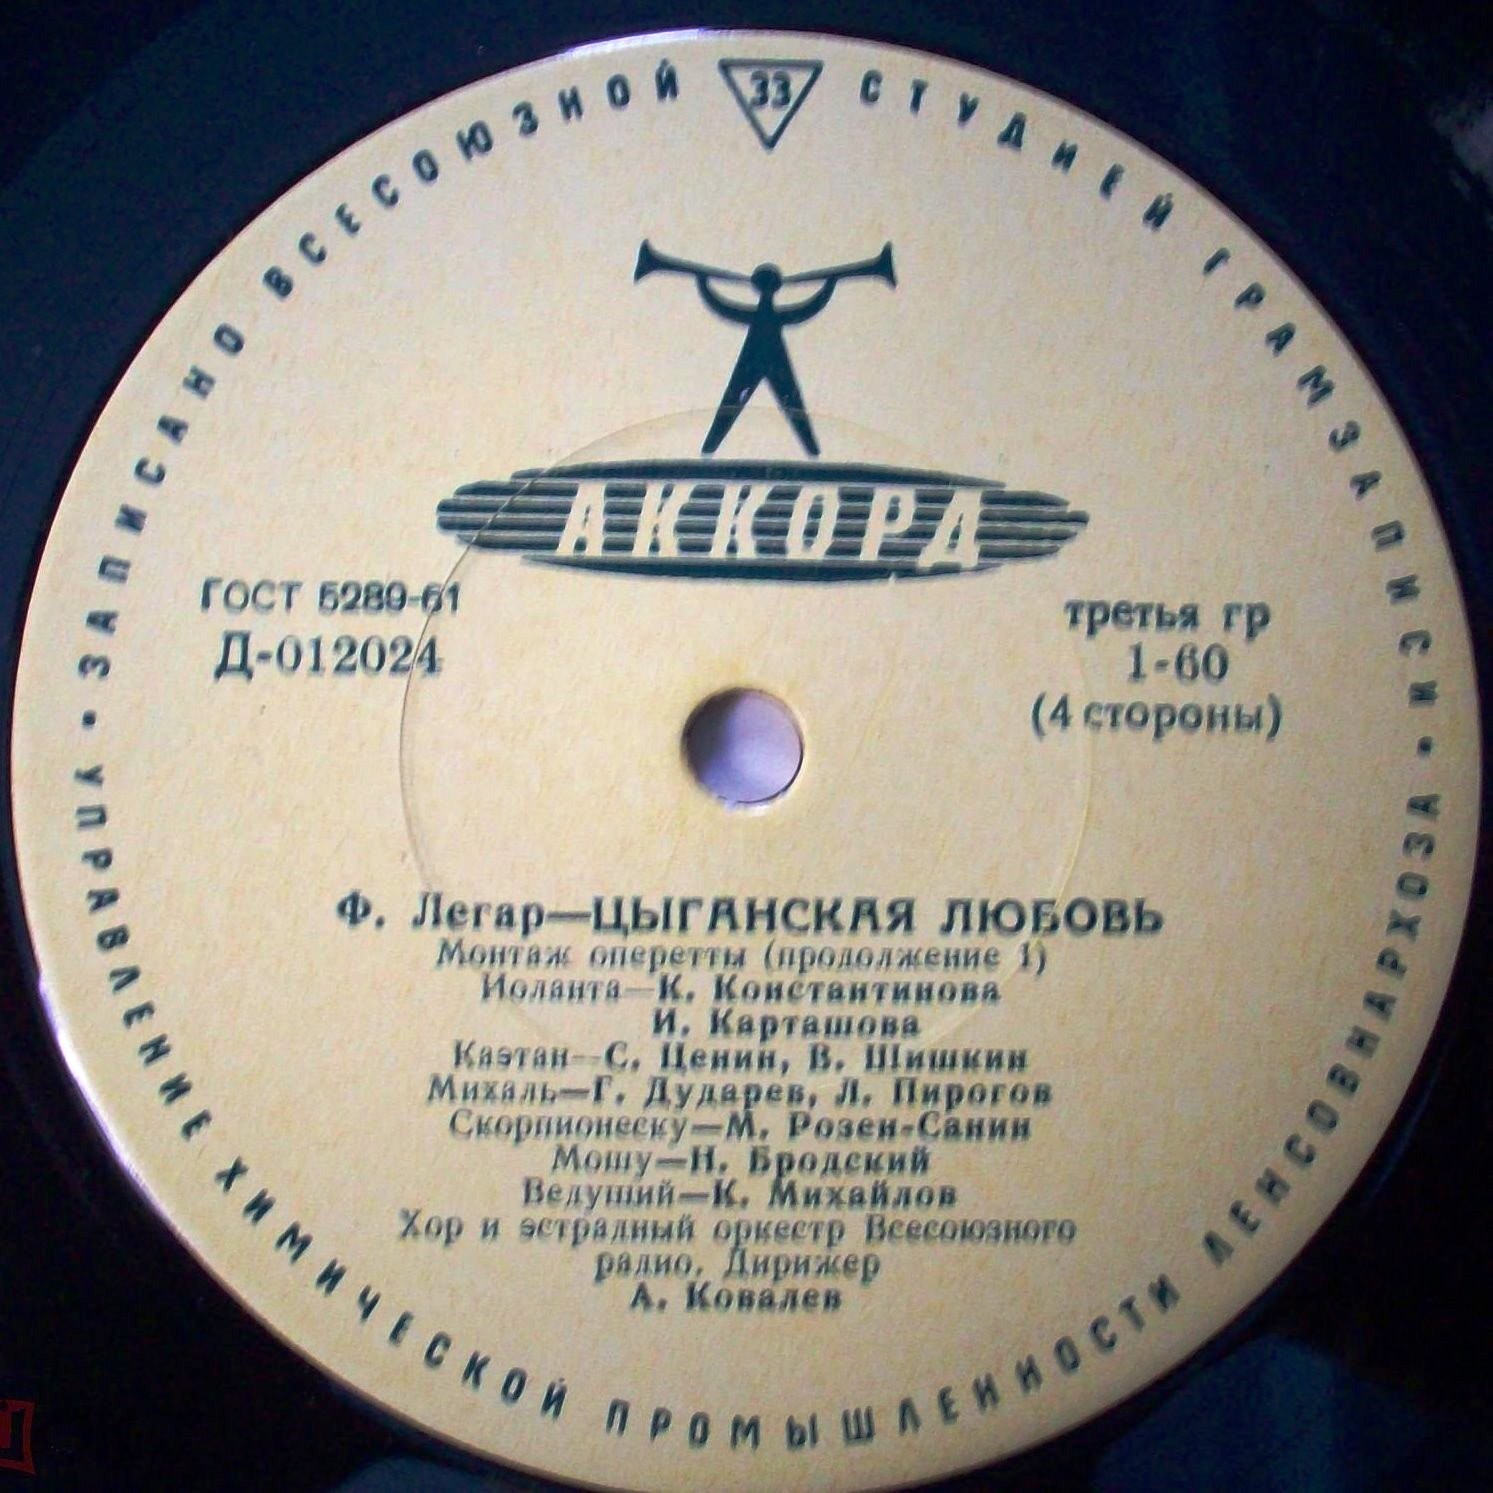 ЗАПИСАНО ВСЕСОЮЗНОЙ 33 СТУДИЕЙ ГРАМЗАПИСИ
АККОРД
ГОСТ 5289-61
Д-012024
третья гр
1-60
(4 стороны)
Ф. Легар—ЦЫГАНСКАЯ ЛЮБОВЬ
Монтаж оперетты (продолжение 1)
Иоланта—К. Константинова
И. Карташова
Каэтан—С. Ценин, В. Шишкин
Михаль—Г. Дударев, Л. Пирогов
Скорпионеску—М. Розен-Санин
Мошу—Н. Бродский
Ведущий—К. Михайлов
Хор и эстрадный оркестр Всесоюзного
радио. Дирижер
А. Ковалев
УПРАВЛЕНИЕ ХИМИЧЕСКОЙ ПРОМЫШЛЕННОСТИ ЛЕНСОВНАРХОЗА